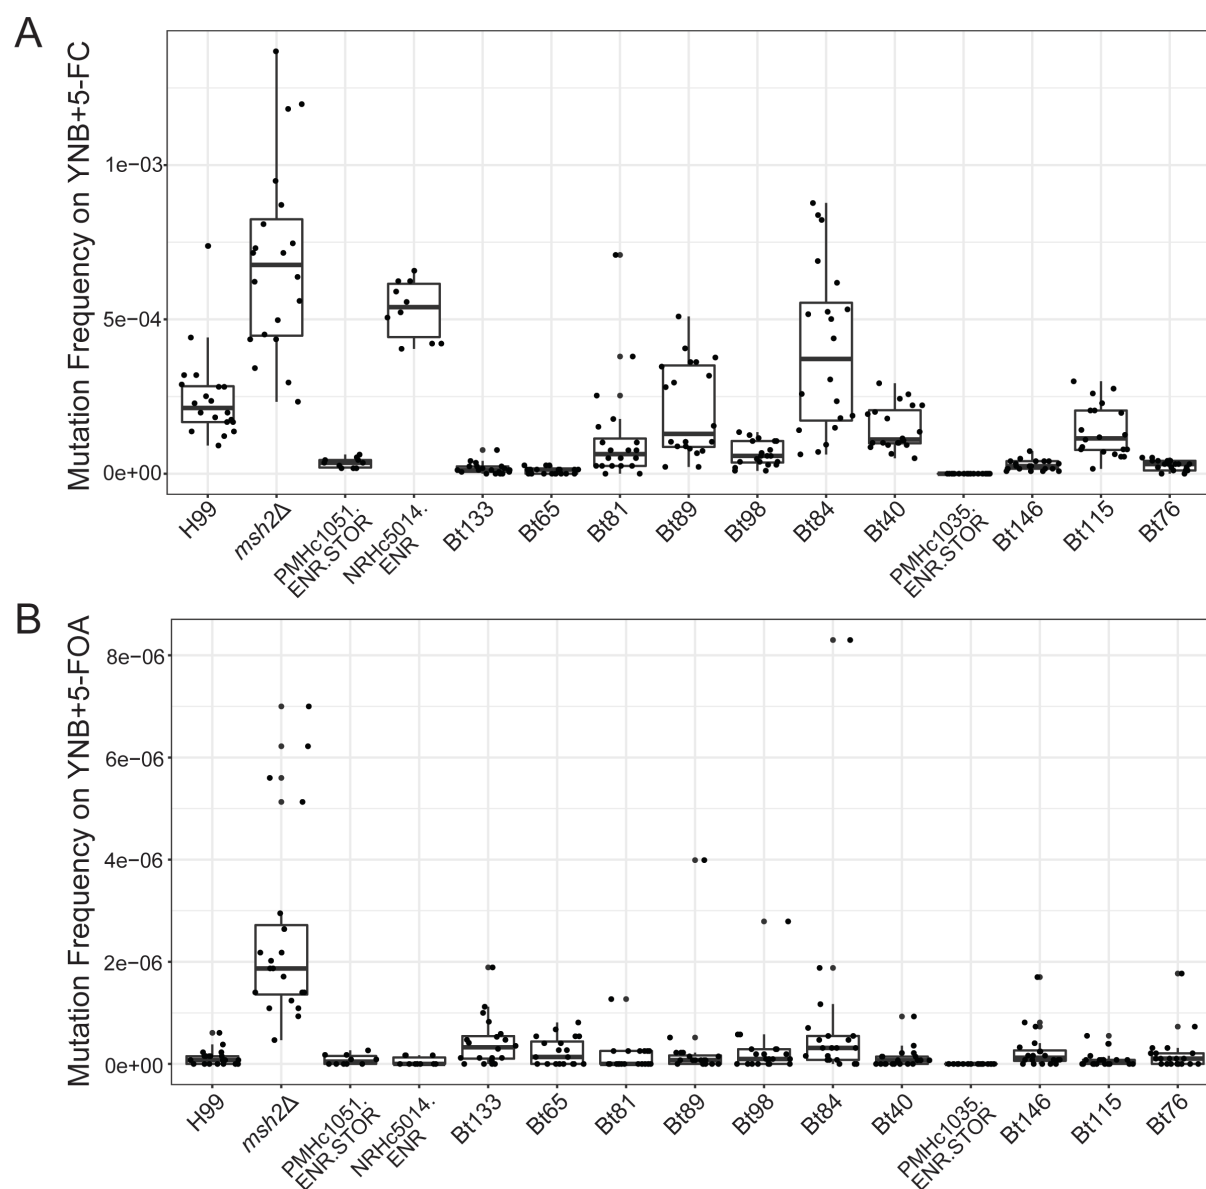 A
Mutation Frequency on YNB+5-FC
1e−03
5e−04
0e+00
H99
msh2Δ
PMHc1051.
ENR.STOR
NRHc5014.
ENR
Bt133
Bt65
Bt81
Bt89
Bt98
Bt84
Bt40
PMHc1035.
ENR.STOR
Bt146
Bt115
Bt76
B
Mutation Frequency on YNB+5-FOA
8e−06
6e−06
4e−06
2e−06
0e+00
H99
msh2Δ
PMHc1051.
ENR.STOR
NRHc5014.
ENR
Bt133
Bt65
Bt81
Bt89
Bt98
Bt84
Bt40
PMHc1035.
ENR.STOR
Bt146
Bt115
Bt76